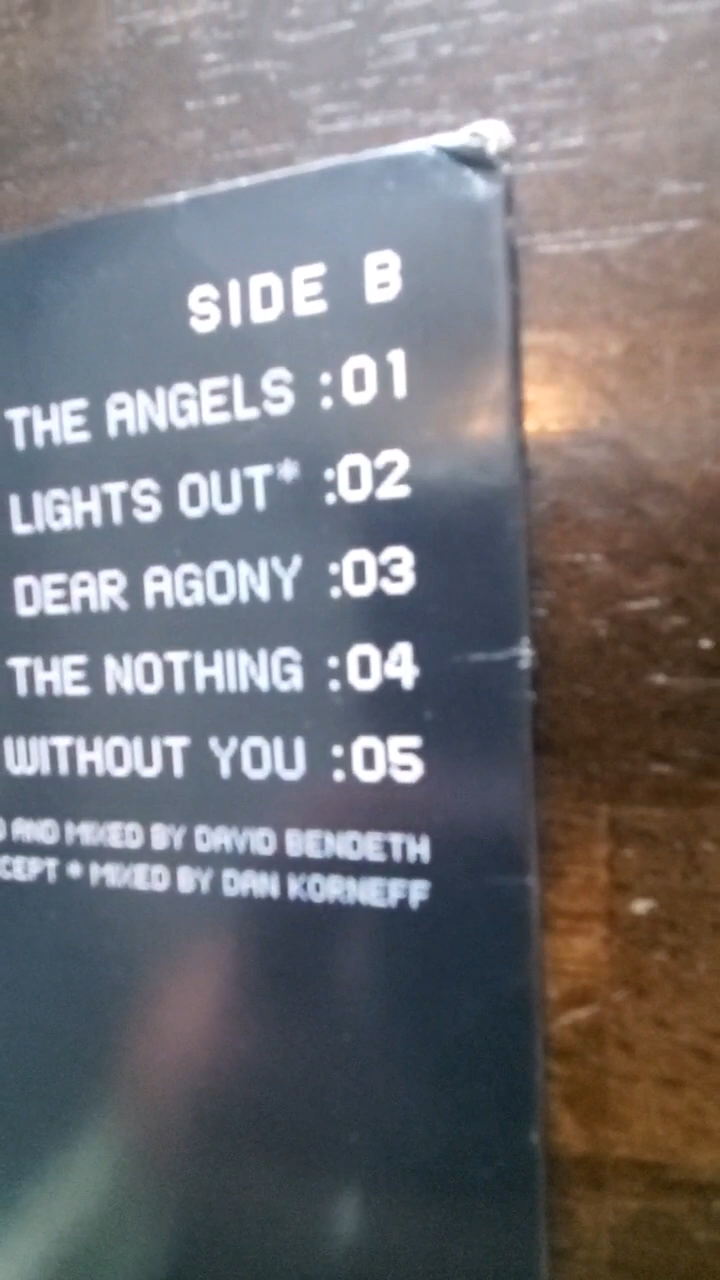 SIDE B
THE ANGELS :01
LIGHTS OUT* :02
DEAR AGONY :03
THE NOTHING :04
WITHOUT YOU :05
AND MIXED BY DAVID BENDETH
* MIXED BY DAN KORNEFF